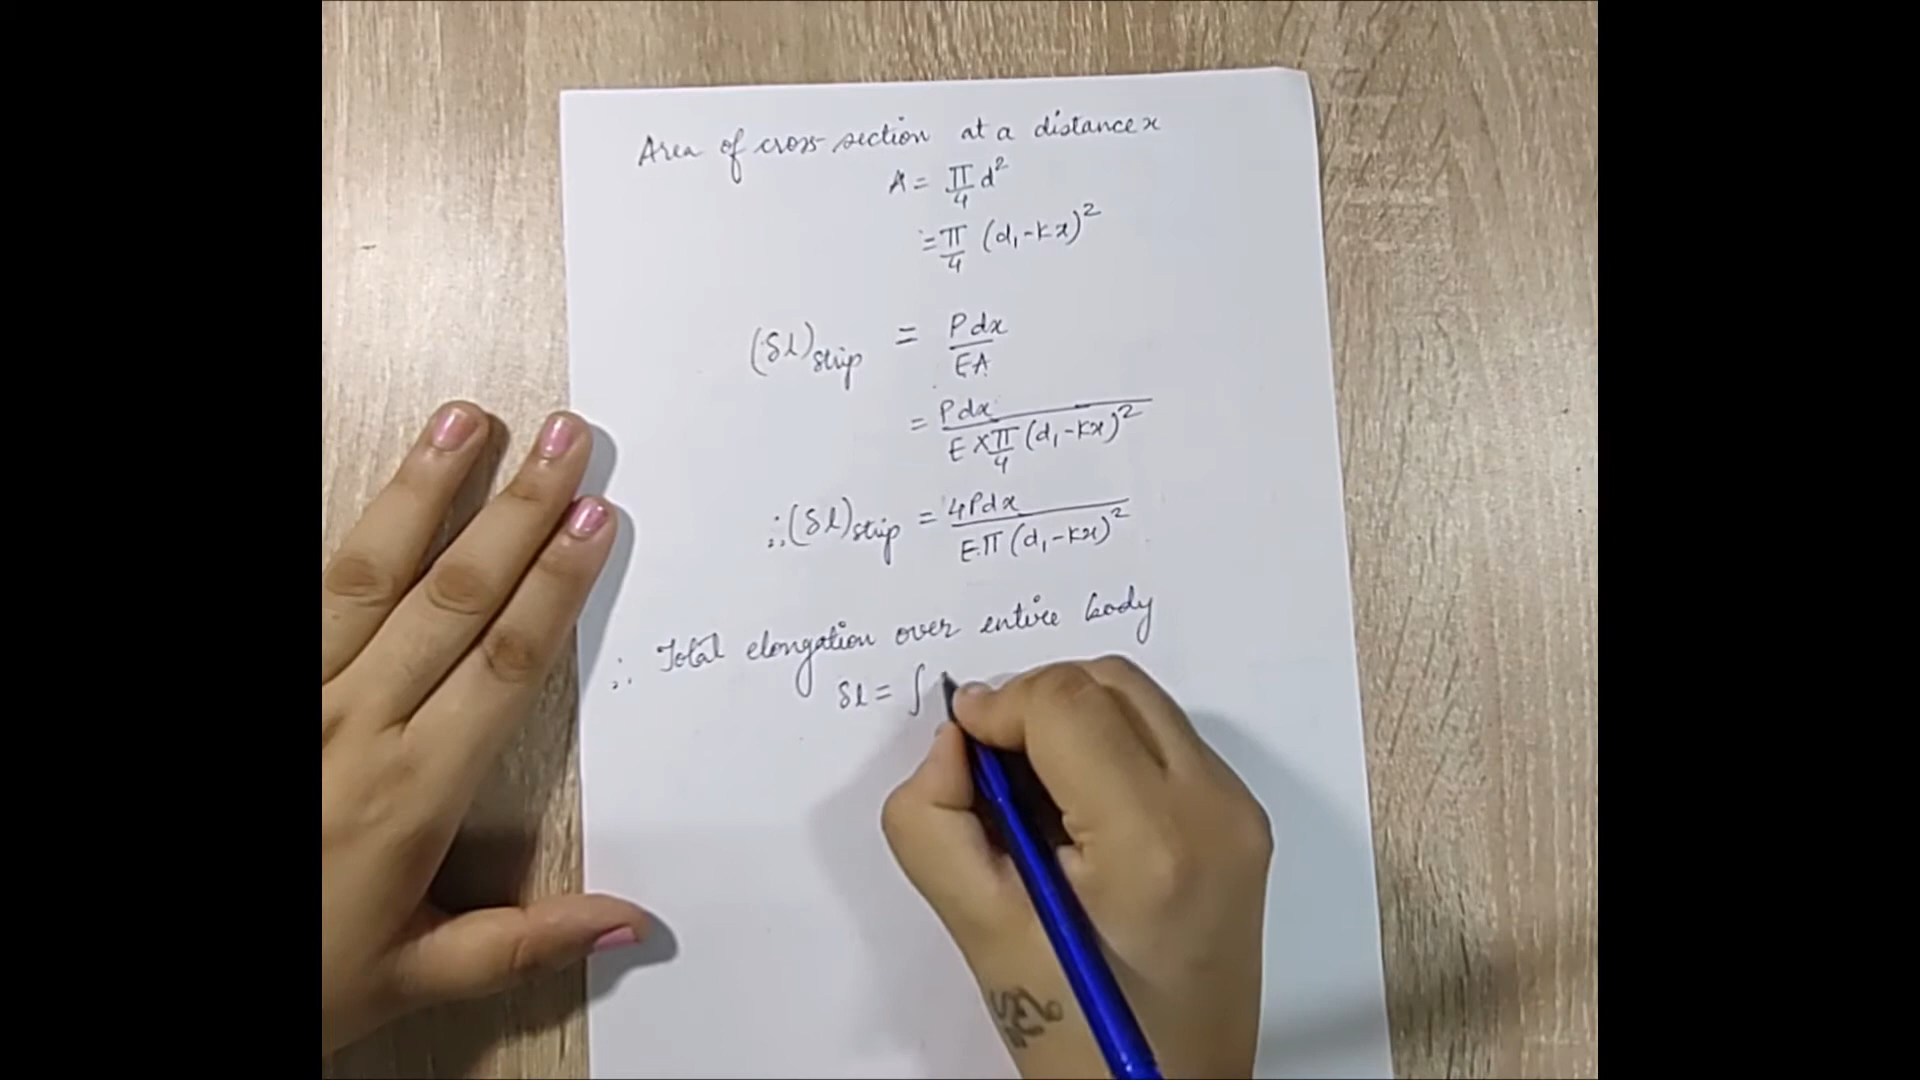 Area of cross-section at a distance x
A = π/4 d²
= π/4 (d₁-kx)²
(δl)strip = Pdx/EA
= Pdx/E×π/4(d₁-kx)²
∴(δl)strip = 4Pdx/Eπ(d₁-kx)²
∴ Total elongation over entire body
δl = ∫